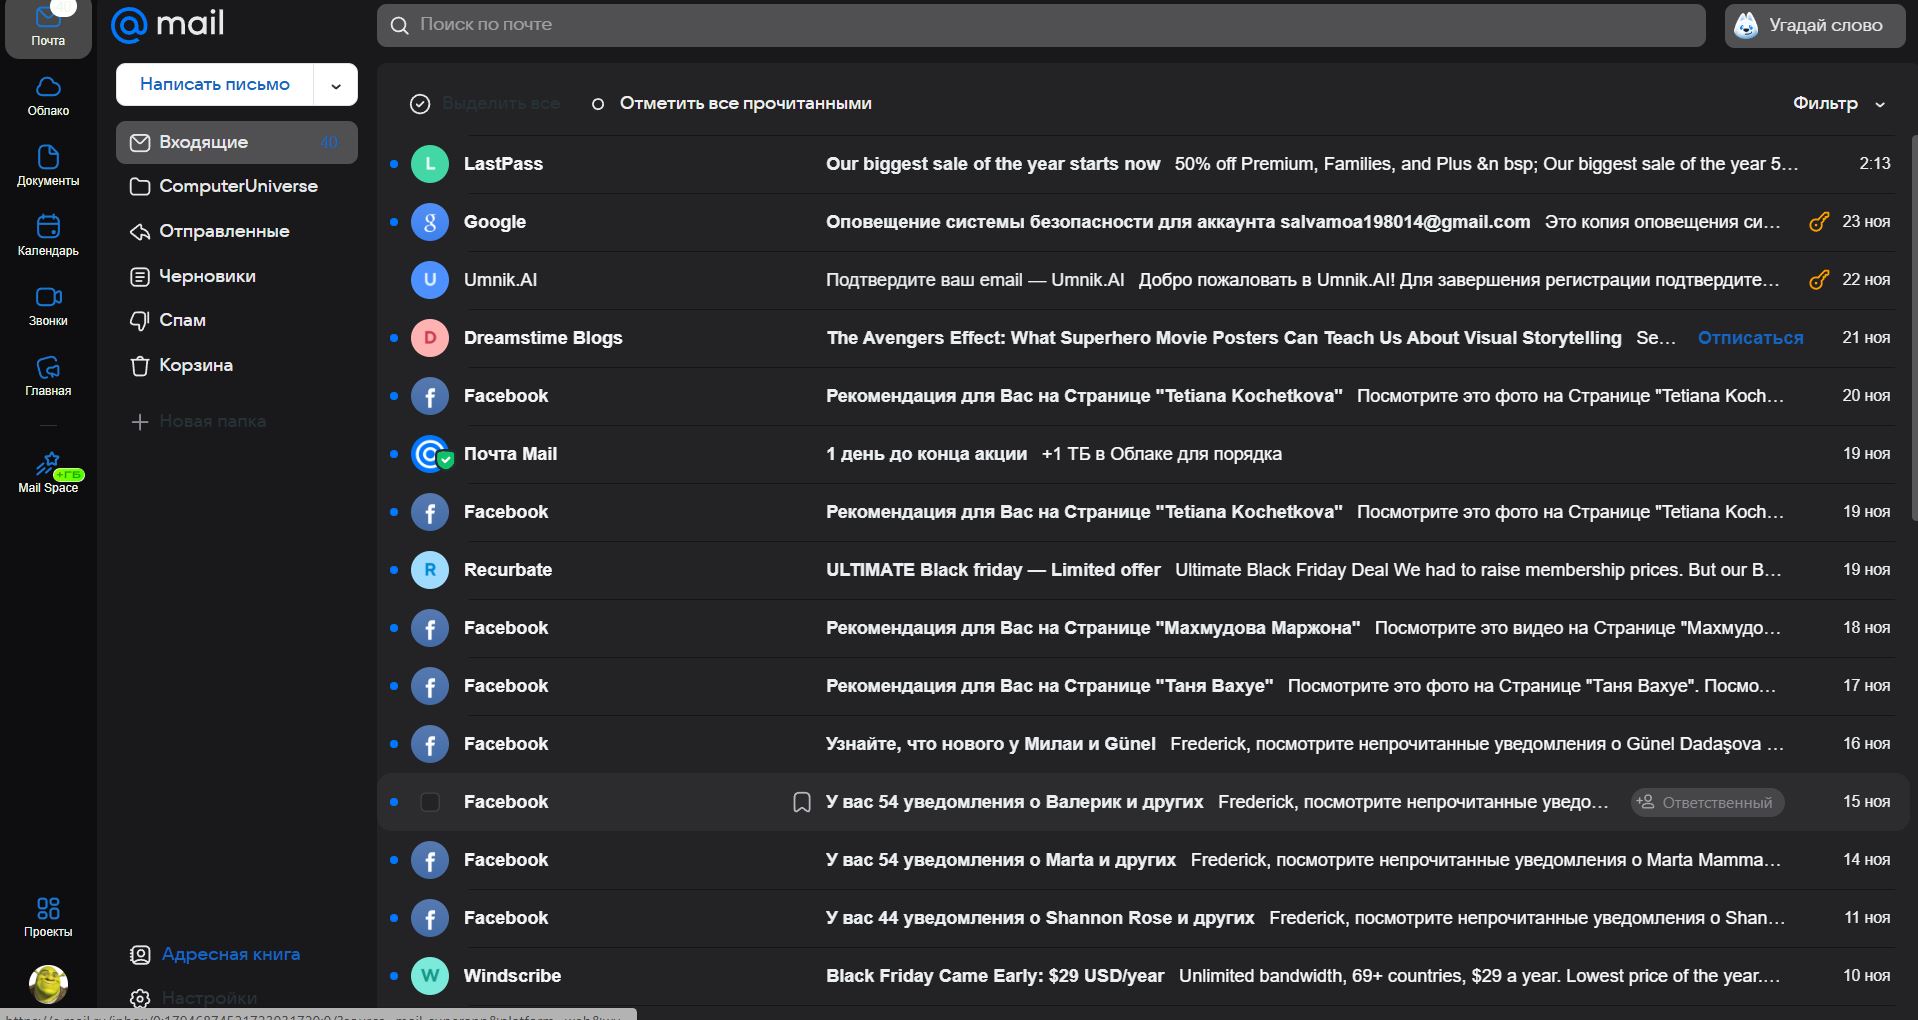 40
Почта
Облако
Документы
Календарь
Звонки
Главная
+ГБ
Mail Space
Проекты
mail
Написать письмо
Входящие 40
ComputerUniverse
Отправленные
Черновики
Спам
Корзина
Новая папка
Адресная книга
Настройки
Поиск по почте
Угадай слово
Выделить все Отметить все прочитанными Фильтр
L LastPass Our biggest sale of the year starts now 50% off Premium, Families, and Plus &n bsp; Our biggest sale of the year 5... 2:13
g Google Оповещение системы безопасности для аккаунта salvamoa198014@gmail.com Это копия оповещения си... 23 ноя
U Umnik.AI Подтвердите ваш email — Umnik.AI Добро пожаловать в Umnik.AI! Для завершения регистрации подтвердите... 22 ноя
D Dreamstime Blogs The Avengers Effect: What Superhero Movie Posters Can Teach Us About Visual Storytelling Se... Отписаться 21 ноя
f Facebook Рекомендация для Вас на Странице "Tetiana Kochetkova" Посмотрите это фото на Странице "Tetiana Koch... 20 ноя
Почта Mail 1 день до конца акции +1 ТБ в Облаке для порядка 19 ноя
f Facebook Рекомендация для Вас на Странице "Tetiana Kochetkova" Посмотрите это фото на Странице "Tetiana Koch... 19 ноя
R Recurbate ULTIMATE Black friday — Limited offer Ultimate Black Friday Deal We had to raise membership prices. But our B... 19 ноя
f Facebook Рекомендация для Вас на Странице "Махмудова Маржона" Посмотрите это видео на Странице "Махмудо... 18 ноя
f Facebook Рекомендация для Вас на Странице "Таня Вахуе" Посмотрите это фото на Странице "Таня Вахуе". Посмо... 17 ноя
f Facebook Узнайте, что нового у Милаи и Günel Frederick, посмотрите непрочитанные уведомления о Günel Dadaşova ... 16 ноя
Facebook У вас 54 уведомления о Валерик и других Frederick, посмотрите непрочитанные уведо... Ответственный 15 ноя
f Facebook У вас 54 уведомления о Marta и других Frederick, посмотрите непрочитанные уведомления о Marta Mamma... 14 ноя
f Facebook У вас 44 уведомления о Shannon Rose и других Frederick, посмотрите непрочитанные уведомления о Shan... 11 ноя
W Windscribe Black Friday Came Early: $29 USD/year Unlimited bandwidth, 69+ countries, $29 a year. Lowest price of the year.... 10 ноя